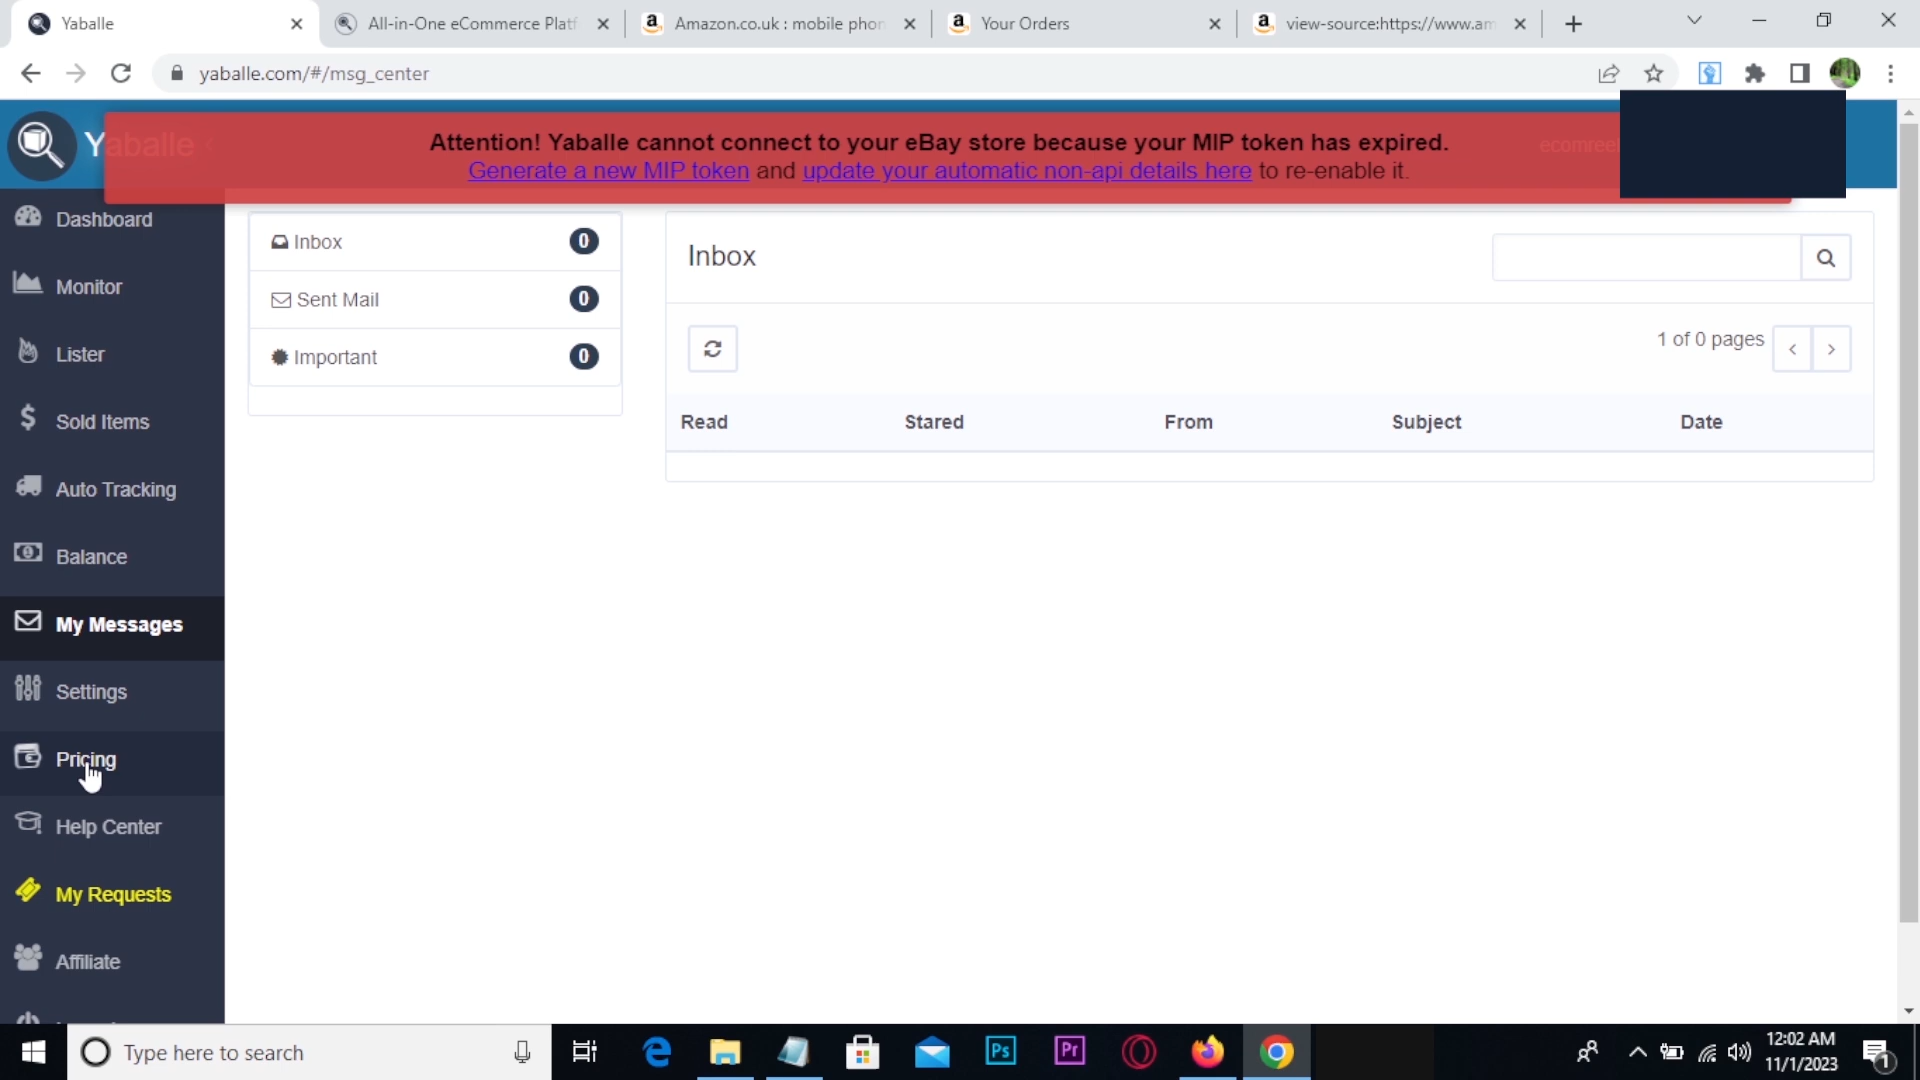 Yaballe
All-in-One eCommerce Platf
Amazon.co.uk : mobile phon
Your Orders
view-source:https://www.am
yaballe.com/#/msg_center
Yaballe
Attention! Yaballe cannot connect to your eBay store because your MIP token has expired.
Generate a new MIP token and update your automatic non-api details here to re-enable it.
Dashboard
Monitor
Lister
Sold Items
Auto Tracking
Balance
My Messages
Settings
Pricing
Help Center
My Requests
Affiliate
Inbox 0
Sent Mail 0
Important 0
Inbox
1 of 0 pages
Read Stared From Subject Date
Type here to search
Ps
Pr
12:02 AM
11/1/2023
1